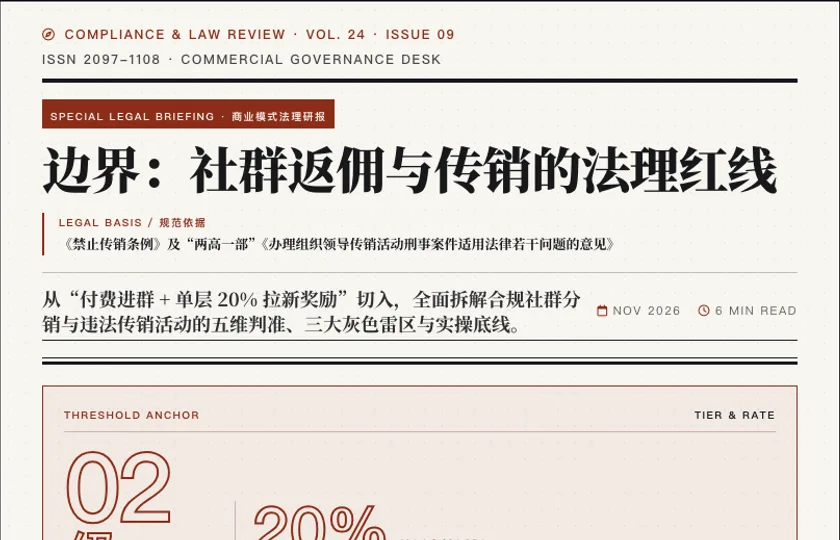 COMPLIANCE & LAW REVIEW · VOL. 24 · ISSUE 09
ISSN 2097–1108 · COMMERCIAL GOVERNANCE DESK
SPECIAL LEGAL BRIEFING · 商业模式法理研报
边界：社群返佣与传销的法理红线
LEGAL BASIS / 规范依据
《禁止传销条例》及“两高一部”《办理组织领导传销活动刑事案件适用法律若干问题的意见》
从“付费进群 + 单层 20% 拉新奖励”切入，全面拆解合规社群分
销与违法传销活动的五维判准、三大灰色雷区与实操底线。
NOV 2026
6 MIN READ
THRESHOLD ANCHOR
TIER & RATE
02
20%